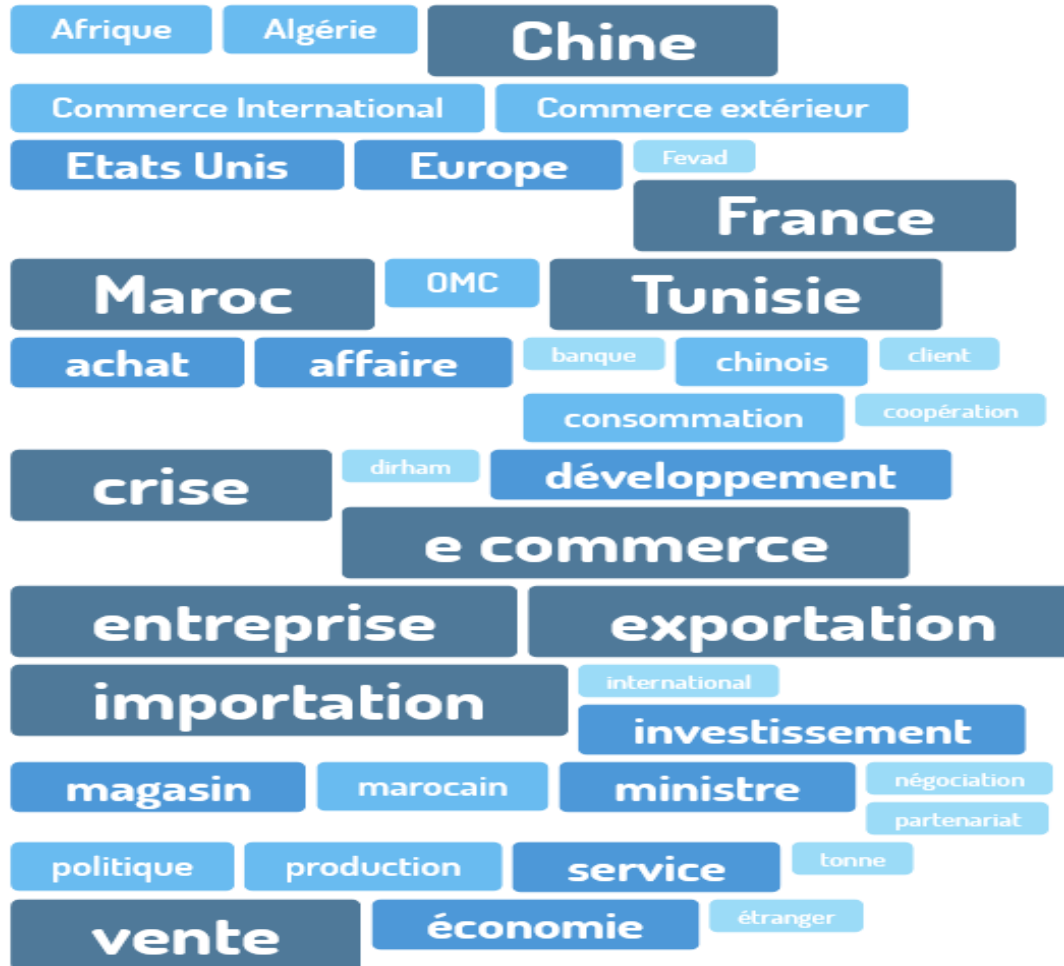 Afrique Algérie Chine
Commerce International Commerce extérieur
Etats Unis Europe Fevad
France
Maroc OMC Tunisie
achat affaire banque chinois client
consommation coopération
crise dirham développement
e commerce
entreprise exportation
importation international
investissement
magasin marocain ministre négociation
partenariat
politique production service tonne
vente économie étranger